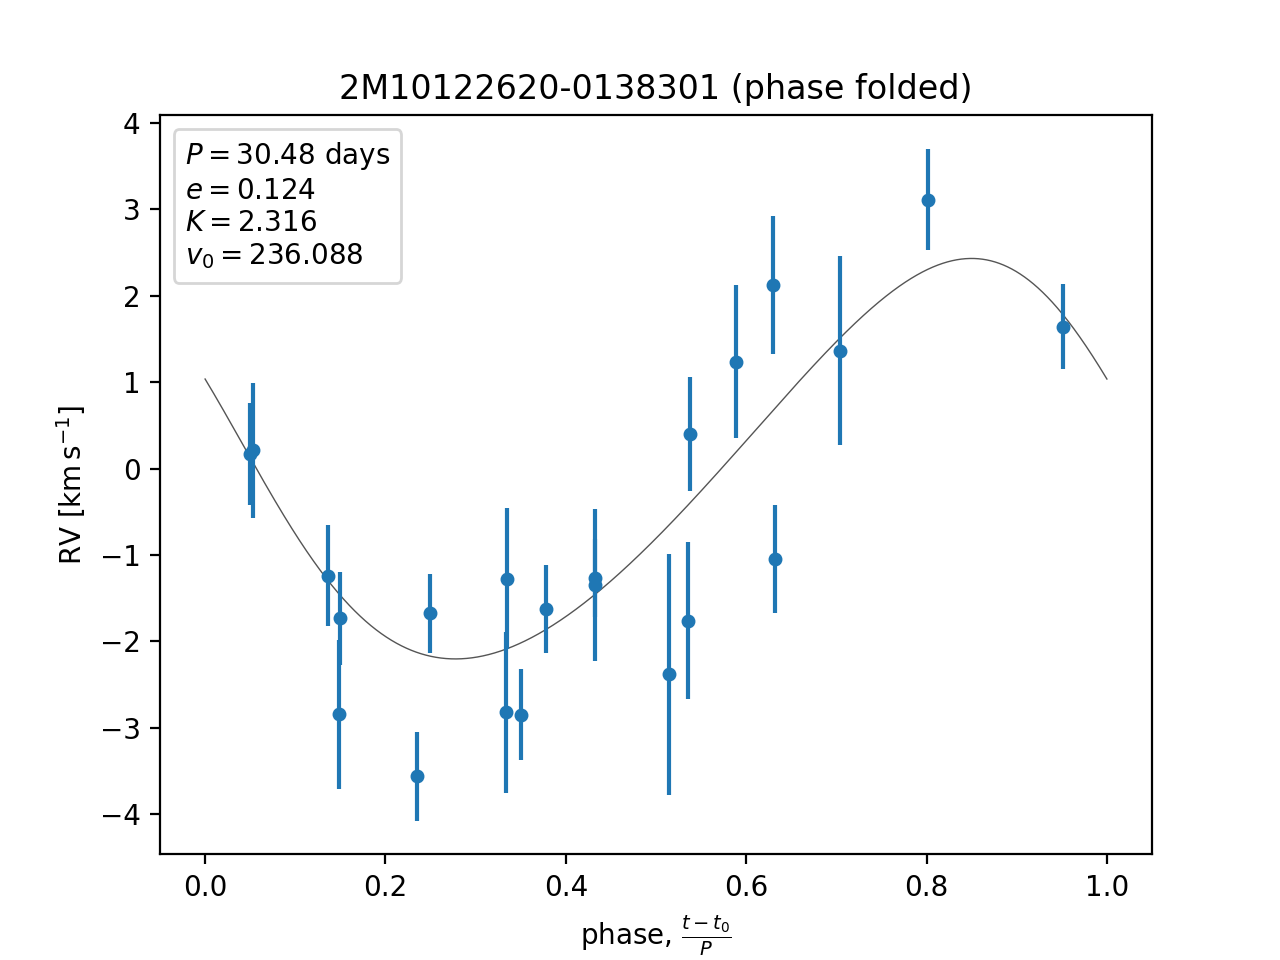 2M10122620-0138301 (phase folded)
P = 30.48 days
e = 0.124
K = 2.316
v₀ = 236.088
4
3
2
1
0
−1
−2
−3
−4
RV [km s⁻¹]
0.0 0.2 0.4 0.6 0.8 1.0
phase, (t − t₀)/P